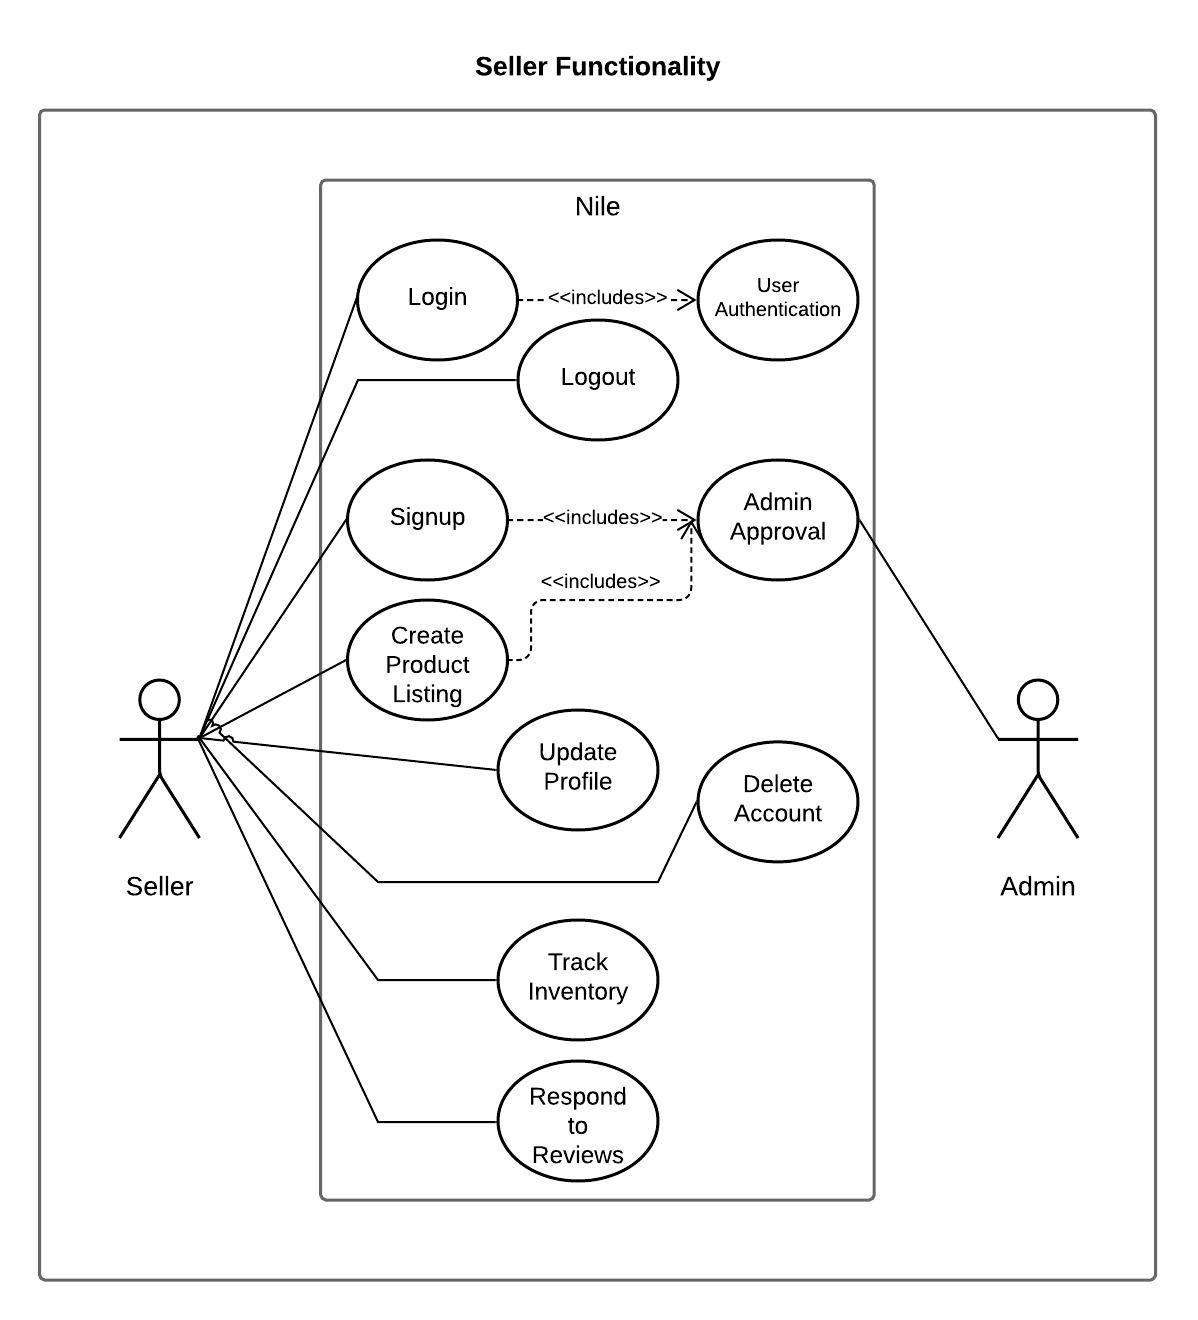 Seller Functionality
Nile
Login
<<includes>>
User
Authentication
Logout
Signup
<<includes>>
Admin
Approval
<<includes>>
Create
Product
Listing
Update
Profile
Delete
Account
Seller
Admin
Track
Inventory
Respond
to
Reviews